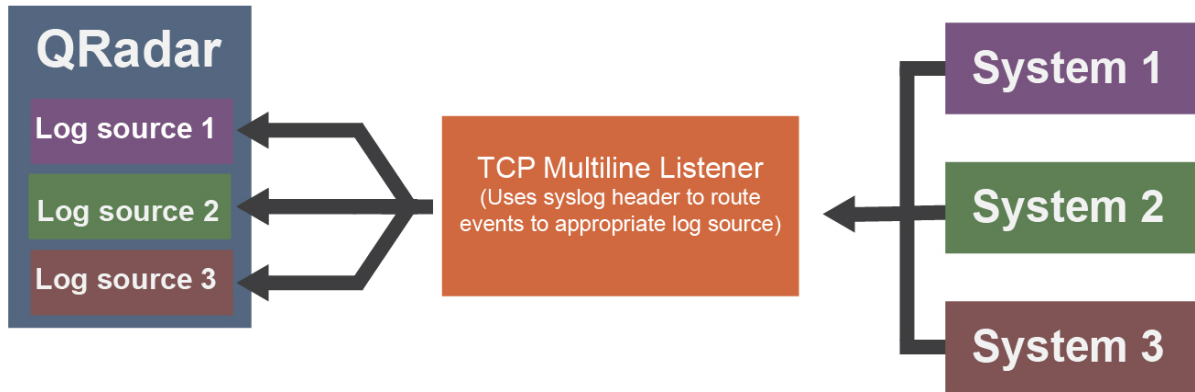 QRadar
Log source 1
Log source 2
Log source 3
TCP Multiline Listener
(Uses syslog header to route
events to appropriate log source)
System 1
System 2
System 3